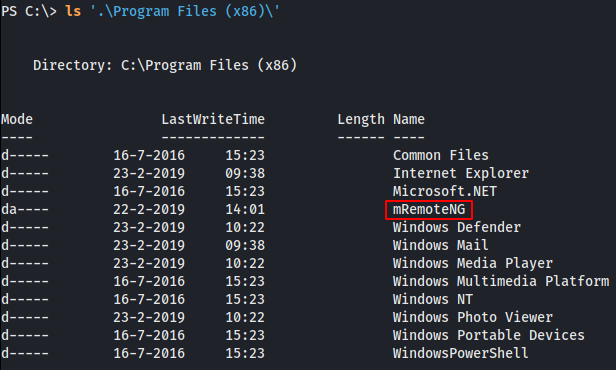 PS C:\> ls '.\Program Files (x86)\'
Directory: C:\Program Files (x86)
Mode LastWriteTime Length Name
---- ------------- ------ ----
d----- 16-7-2016 15:23 Common Files
d----- 23-2-2019 09:38 Internet Explorer
d----- 16-7-2016 15:23 Microsoft.NET
da---- 22-2-2019 14:01 mRemoteNG
d----- 23-2-2019 10:22 Windows Defender
d----- 23-2-2019 09:38 Windows Mail
d----- 23-2-2019 10:22 Windows Media Player
d----- 16-7-2016 15:23 Windows Multimedia Platform
d----- 16-7-2016 15:23 Windows NT
d----- 23-2-2019 10:22 Windows Photo Viewer
d----- 16-7-2016 15:23 Windows Portable Devices
d----- 16-7-2016 15:23 WindowsPowerShell